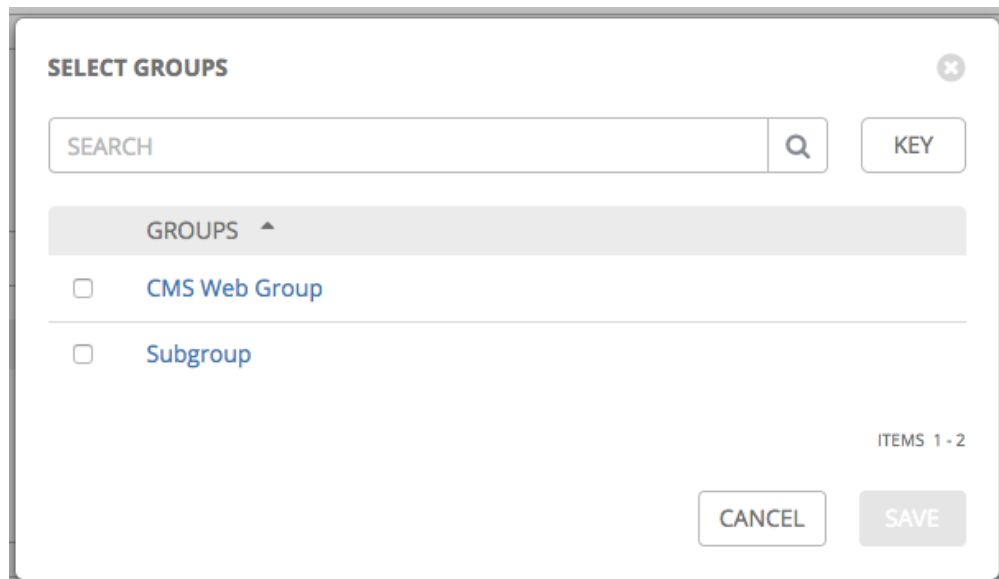 SELECT GROUPS
SEARCH
KEY
GROUPS
CMS Web Group
Subgroup
ITEMS 1 - 2
CANCEL
SAVE